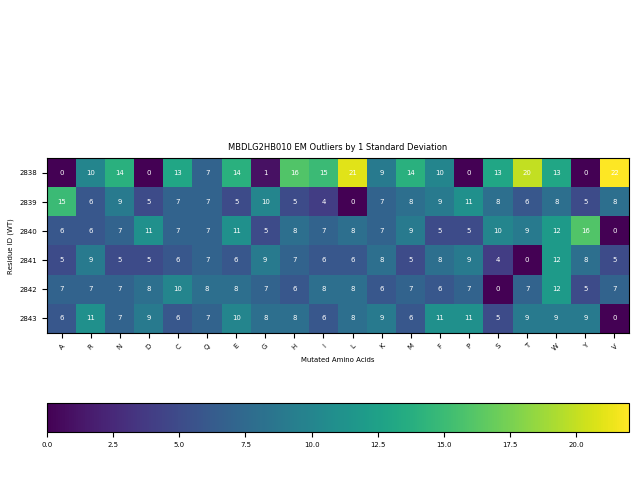 MBDLG2HB010 EM Outliers by 1 Standard Deviation
Residue ID (WT)
2838 0 10 14 0 13 7 14 1 16 15 21 9 14 10 0 13 20 13 0 22
2839 15 6 9 5 7 7 5 10 5 4 0 7 8 9 11 8 6 8 5 8
2840 6 6 7 11 7 7 11 5 8 7 8 7 9 5 5 10 9 12 16 0
2841 5 9 5 5 6 7 6 9 7 6 6 8 5 8 9 4 0 12 8 5
2842 7 7 7 8 10 8 8 7 6 8 8 6 7 6 7 0 7 12 5 7
2843 6 11 7 9 6 7 10 8 8 6 8 9 6 11 11 5 9 9 9 0
A R N D C Q E G H I L K M F P S T W Y V
Mutated Amino Acids
0.0 2.5 5.0 7.5 10.0 12.5 15.0 17.5 20.0